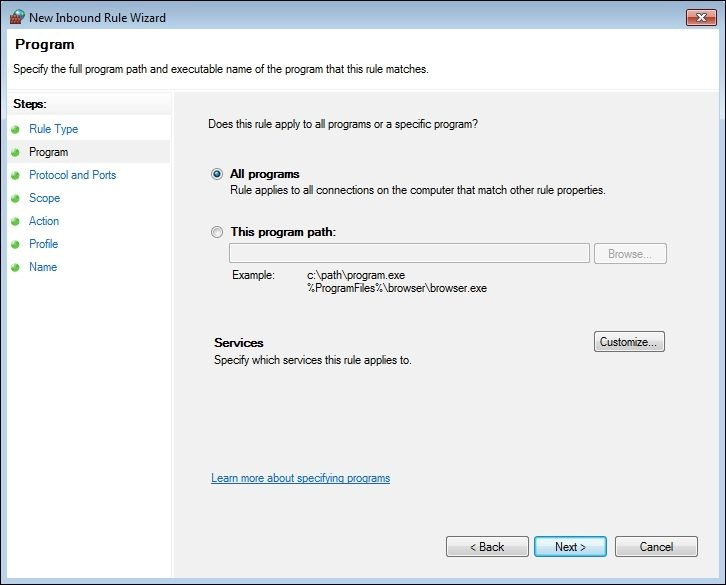 New Inbound Rule Wizard
Program
Specify the full program path and executable name of the program that this rule matches.
Steps:
Rule Type
Program
Protocol and Ports
Scope
Action
Profile
Name
Does this rule apply to all programs or a specific program?
All programs
Rule applies to all connections on the computer that match other rule properties.
This program path:
Browse...
Example:
c:\path\program.exe
%ProgramFiles%\browser\browser.exe
Services
Customize...
Specify which services this rule applies to.
Learn more about specifying programs
< Back
Next >
Cancel